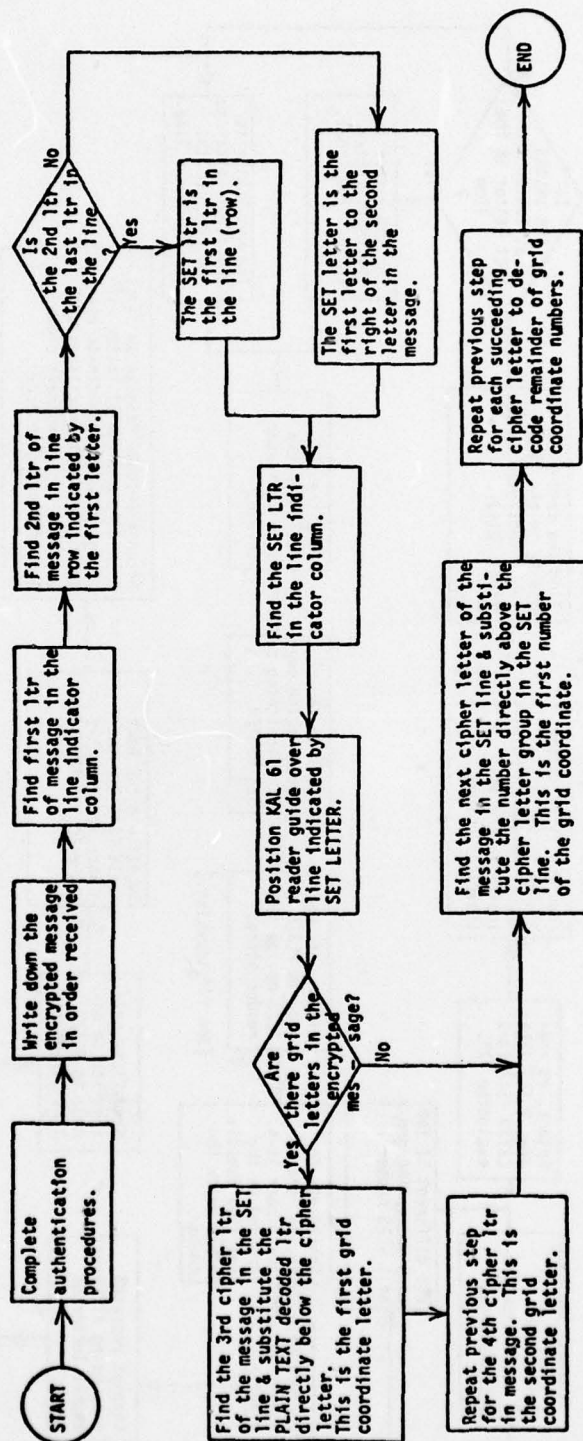 START
Complete
authentication
procedures.
Write down the
encrypted message
in order received
Find first ltr
of message in the
line indicator
column.
Find 2nd ltr of
message in line
row indicated by
the first letter.
Is
the 2nd ltr
the last ltr in
the line
?
No
Yes
The SET ltr is
the first ltr in
the line (row).
The SET letter is the
first letter to the
right of the second
letter in the
message.
Find the SET LTR
in the line indi-
cator column.
Position KAL 61
reader guide over
line indicated by
SET LETTER.
Are
there grid
letters in the
encrypted
mes - sage?
Yes
No
Find the 3rd cipher ltr
of the message in the SET
line & substitute the
PLAIN TEXT decoded ltr
directly below the cipher
letter.
This is the first grid
coordinate letter.
Repeat previous step
for the 4th cipher ltr
in message. This is
the second grid
coordinate letter.
Find the next cipher letter of the
message in the SET line & substi-
tute the number directly above the
cipher letter group in the SET
line. This is the first number
of the grid coordinate.
Repeat previous step
for each succeeding
cipher letter to de-
code remainder of grid
coordinate numbers.
END